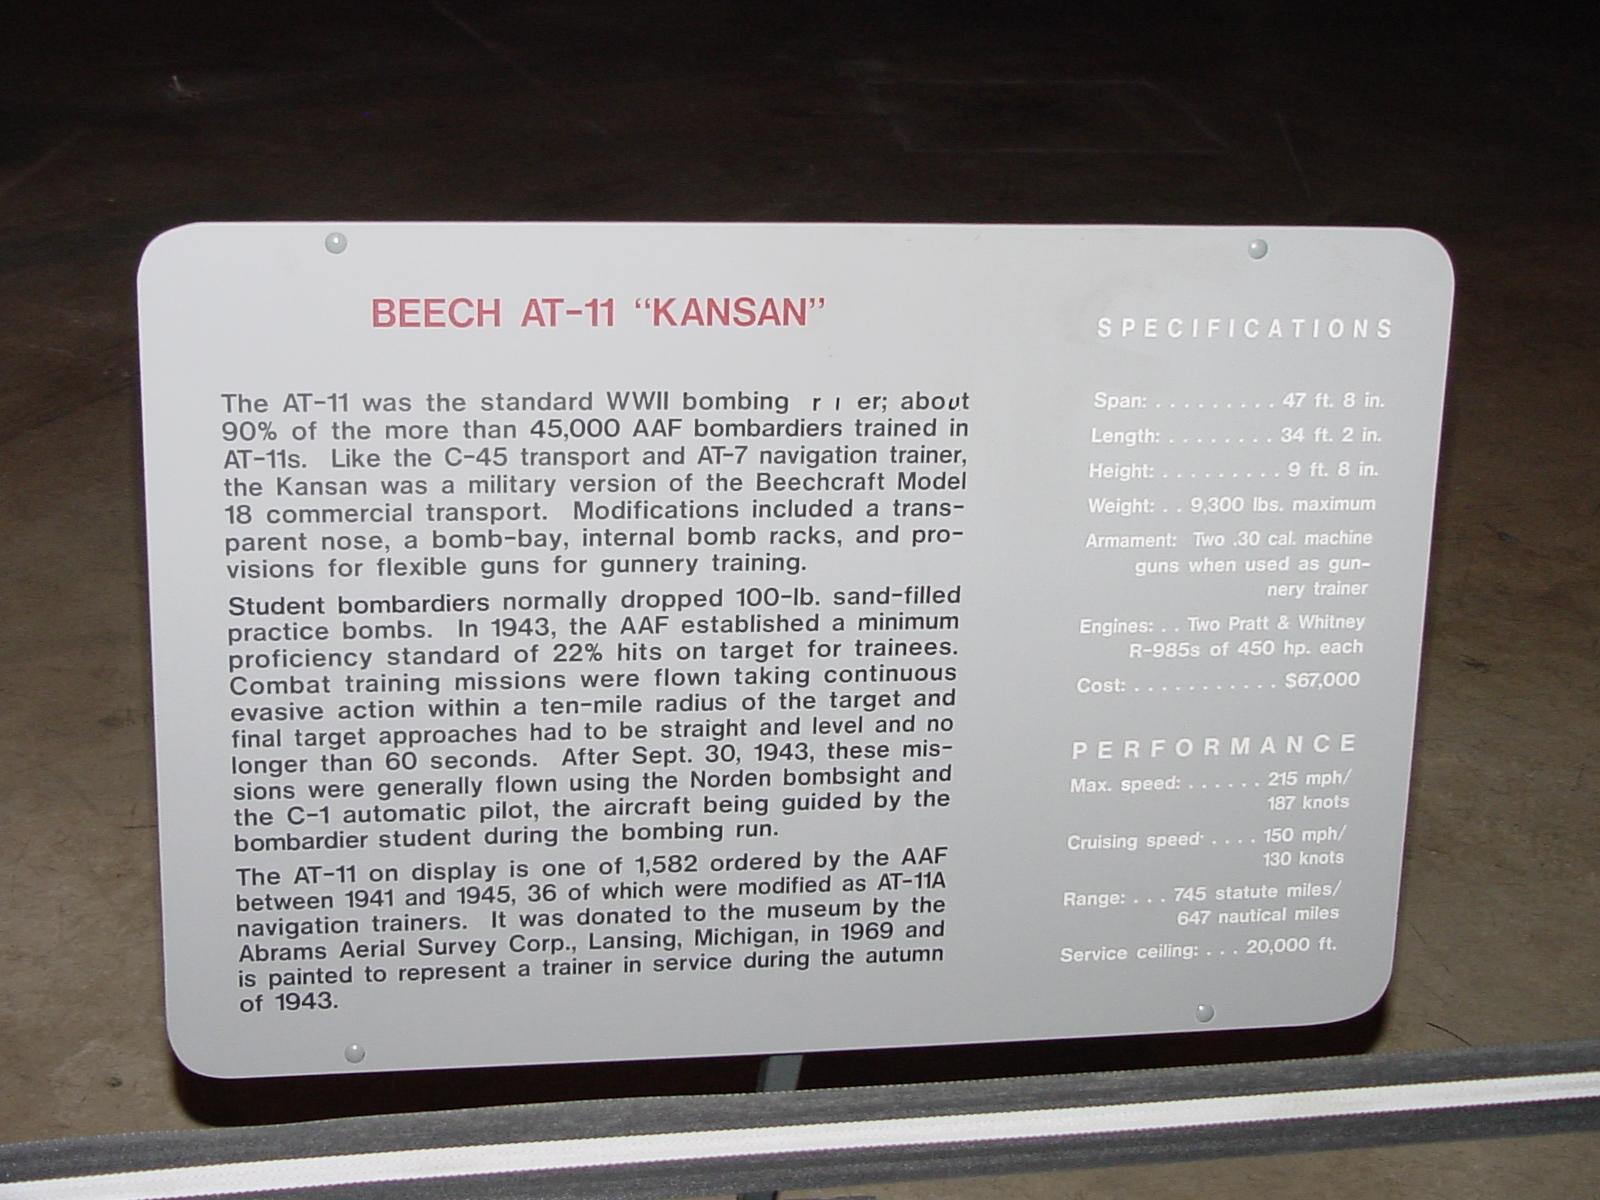 BEECH AT-11 “KANSAN”
The AT-11 was the standard WWII bombing r ı er; about
90% of the more than 45,000 AAF bombardiers trained in
AT-11s. Like the C-45 transport and AT-7 navigation trainer,
the Kansan was a military version of the Beechcraft Model
18 commercial transport. Modifications included a trans-
parent nose, a bomb-bay, internal bomb racks, and pro-
visions for flexible guns for gunnery training.
Student bombardiers normally dropped 100-lb. sand-filled
practice bombs. In 1943, the AAF established a minimum
proficiency standard of 22% hits on target for trainees.
Combat training missions were flown taking continuous
evasive action within a ten-mile radius of the target and
final target approaches had to be straight and level and no
longer than 60 seconds. After Sept. 30, 1943, these mis-
sions were generally flown using the Norden bombsight and
the C-1 automatic pilot, the aircraft being guided by the
bombardier student during the bombing run.
The AT-11 on display is one of 1,582 ordered by the AAF
between 1941 and 1945, 36 of which were modified as AT-11A
navigation trainers. It was donated to the museum by the
Abrams Aerial Survey Corp., Lansing, Michigan, in 1969 and
is painted to represent a trainer in service during the autumn
of 1943.
SPECIFICATIONS
Span: . . . . . . . . . 47 ft. 8 in.
Length: . . . . . . . . 34 ft. 2 in.
Height: . . . . . . . . . 9 ft. 8 in.
Weight: . . 9,300 lbs. maximum
Armament: Two .30 cal. machine
guns when used as gun-
nery trainer
Engines: . . Two Pratt & Whitney
R-985s of 450 hp. each
Cost: . . . . . . . . . . . $67,000
PERFORMANCE
Max. speed: . . . . . . 215 mph/
187 knots
Cruising speed: . . . . 150 mph/
130 knots
Range: . . . 745 statute miles/
647 nautical miles
Service ceiling: . . . 20,000 ft.